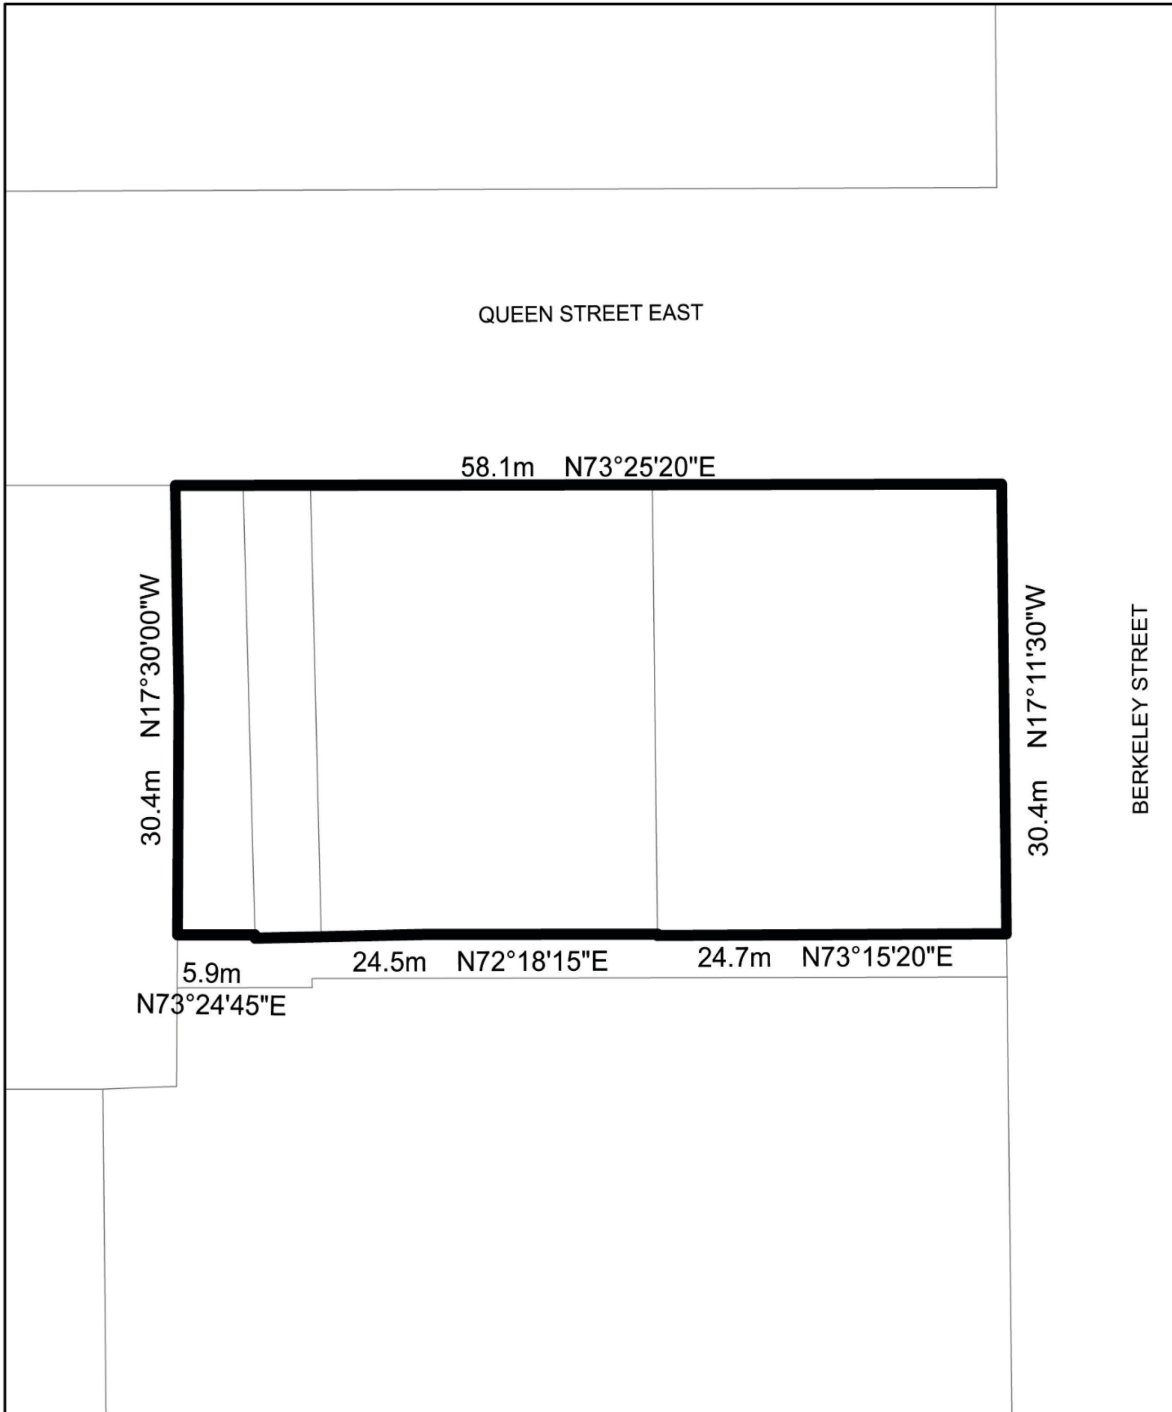 QUEEN STREET EAST
58.1m N73°25'20"E
30.4m N17°30'00"W
30.4m N17°11'30"W
BERKELEY STREET
5.9m
N73°24'45"E
24.5m N72°18'15"E
24.7m N73°15'20"E